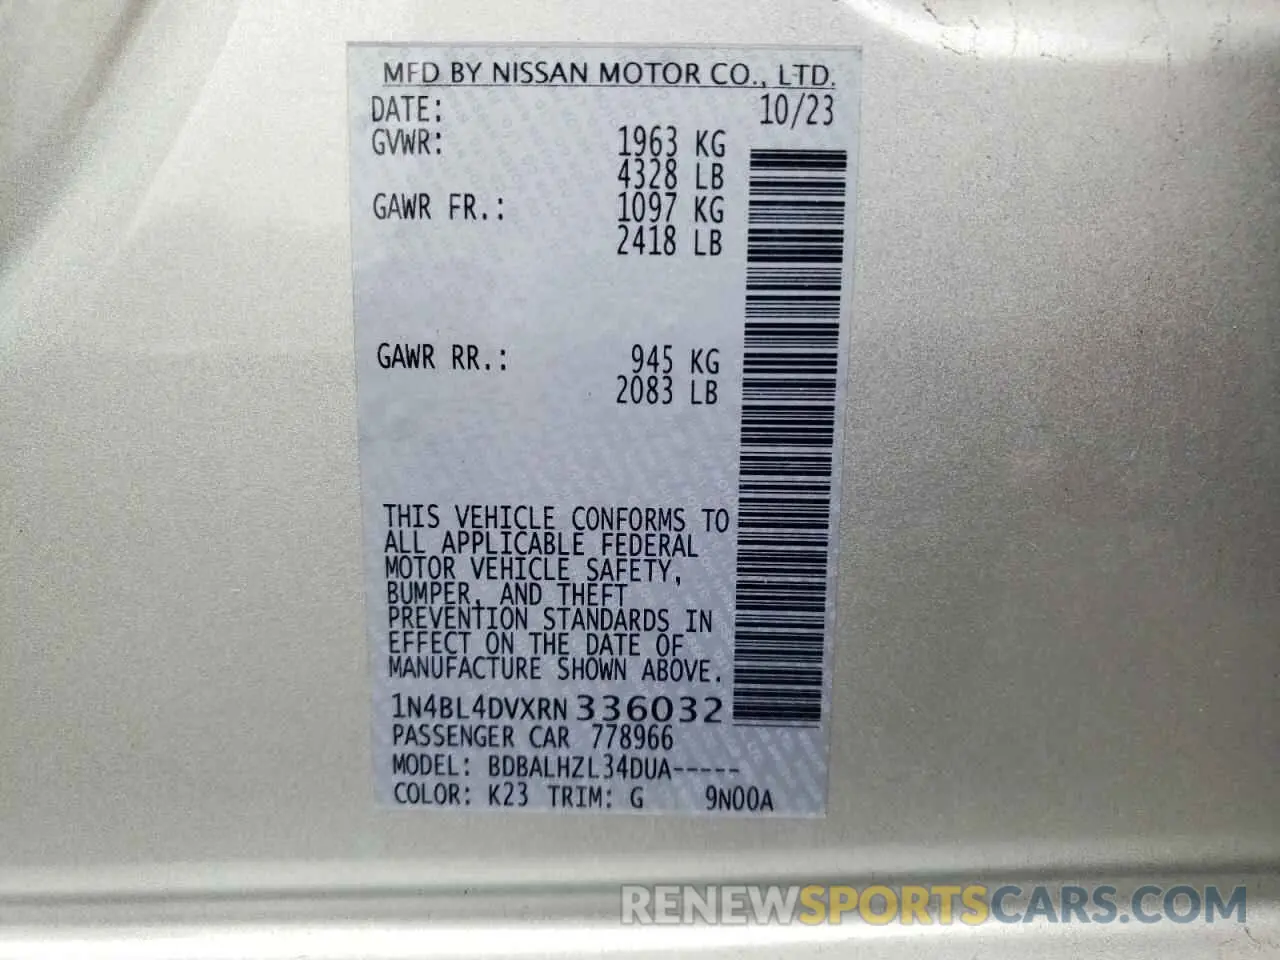 MFD BY NISSAN MOTOR CO., LTD.
DATE: 10/23
GVWR: 1963 KG
4328 LB
GAWR FR.: 1097 KG
2418 LB
GAWR RR.: 945 KG
2083 LB
THIS VEHICLE CONFORMS TO
ALL APPLICABLE FEDERAL
MOTOR VEHICLE SAFETY,
BUMPER, AND THEFT
PREVENTION STANDARDS IN
EFFECT ON THE DATE OF
MANUFACTURE SHOWN ABOVE.
1N4BL4DVXRN336032
PASSENGER CAR 778966
MODEL: BDBALHZL34DUA-----
COLOR: K23 TRIM: G 9N00A
RENEWSPORTSCARS.COM